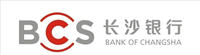 BCS 长沙银行
BANK OF CHANGSHA